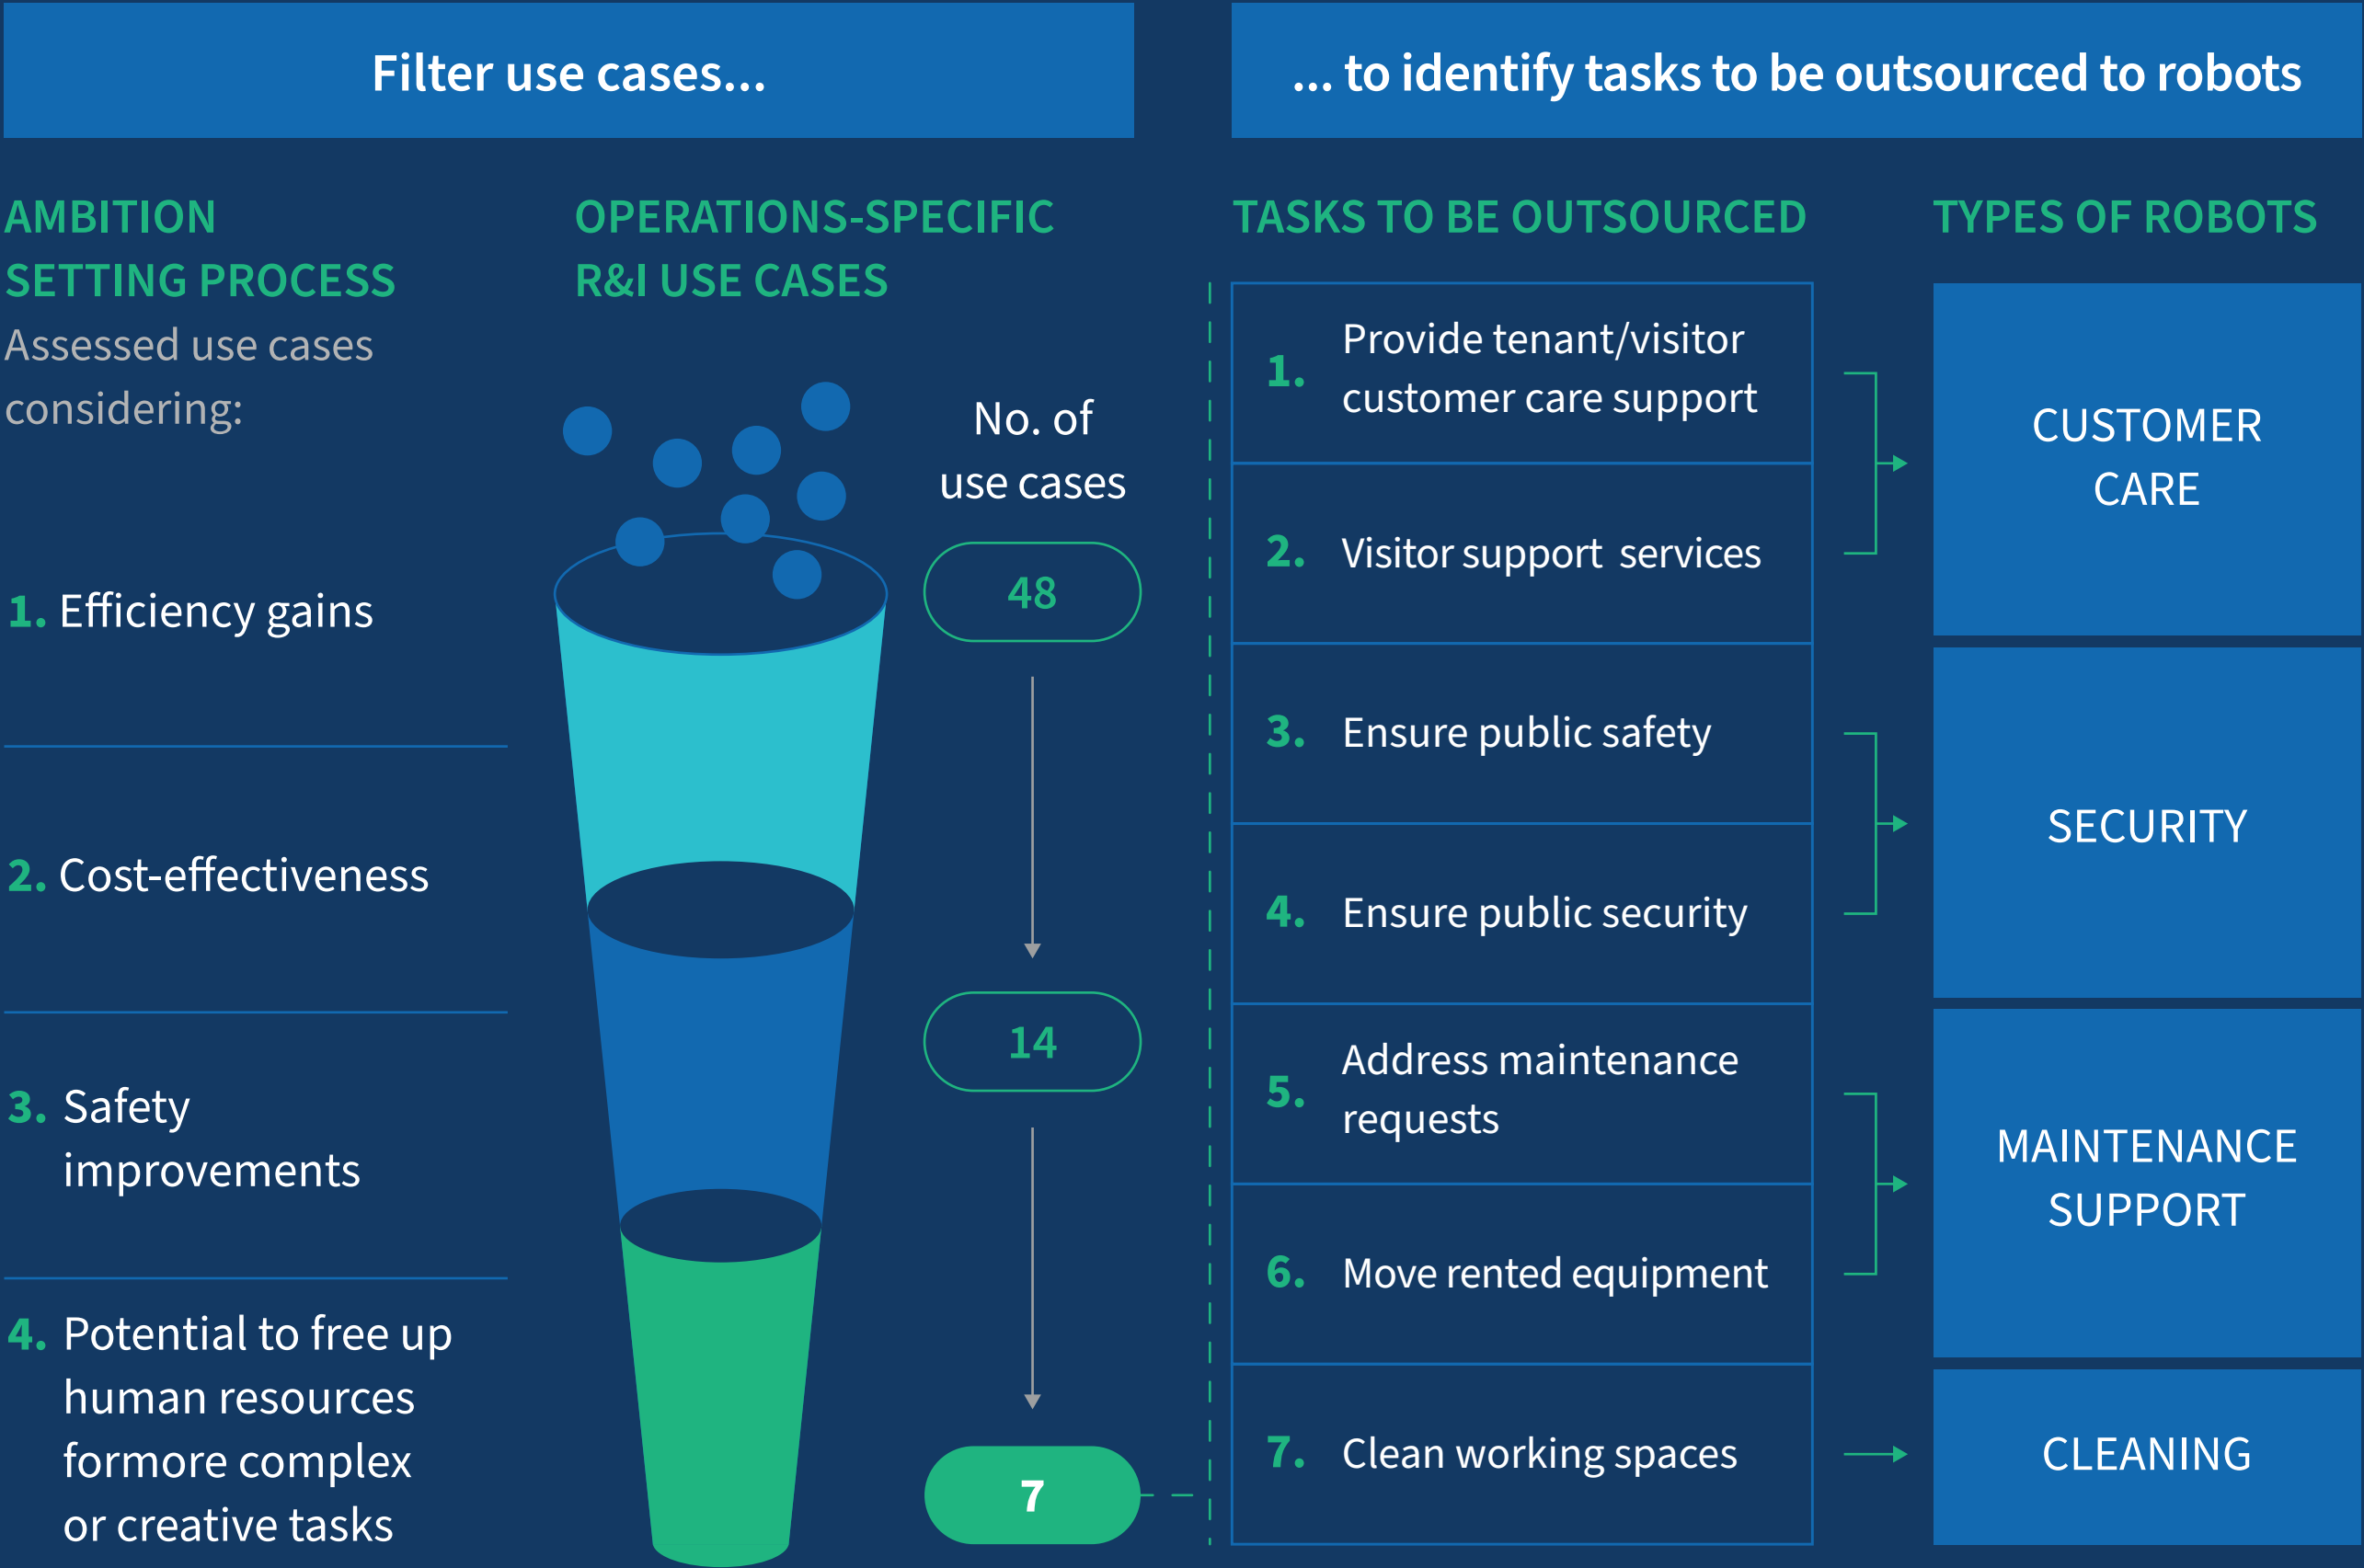 Filter use cases...
... to identify tasks to be outsourced to robots
AMBITION
SETTING PROCESS
Assessed use cases
considering:
1. Efficiency gains
2. Cost-effectiveness
3. Safety
improvements
4. Potential to free up
human resources
formore complex
or creative tasks
OPERATIONS-SPECIFIC
R&I USE CASES
No. of
use cases
48
14
7
TASKS TO BE OUTSOURCED
1. Provide tenant/visitor
customer care support
2. Visitor support  services
3. Ensure public safety
4. Ensure public security
5. Address maintenance
requests
6. Move rented equipment
7. Clean working spaces
TYPES OF ROBOTS
CUSTOMER
CARE
SECURITY
MAINTENANCE
SUPPORT
CLEANING